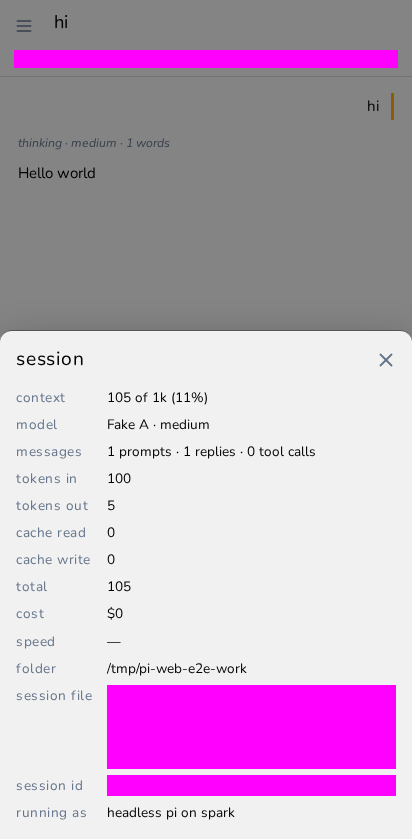 hi
hi
thinking · medium · 1 words
Hello world
session
context 105 of 1k (11%)
model Fake A · medium
messages 1 prompts · 1 replies · 0 tool calls
tokens in 100
tokens out 5
cache read 0
cache write 0
total 105
cost $0
speed —
folder /tmp/pi-web-e2e-work
session file
session id
running as headless pi on spark